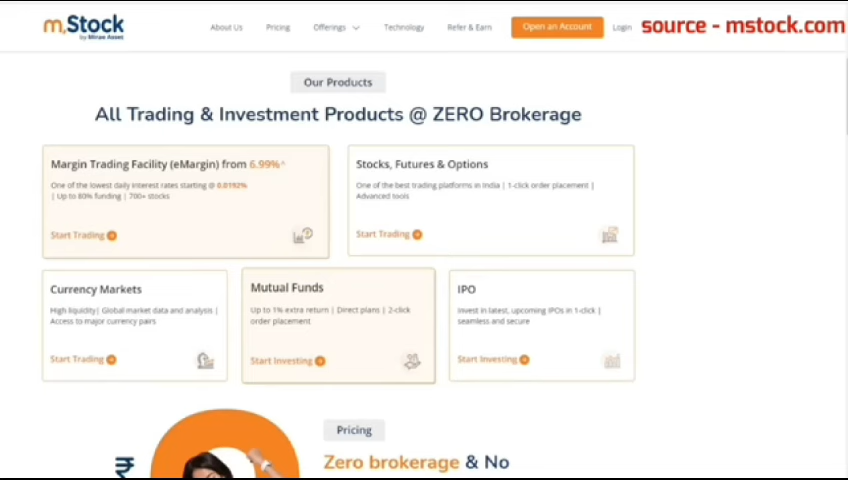 m.Stock
by Mirae Asset
About Us
Pricing
Offerings
Technology
Refer & Earn
Open an Account
Login
source - mstock.com
Our Products
All Trading & Investment Products @ ZERO Brokerage
Margin Trading Facility (eMargin) from 6.99%^
One of the lowest daily interest rates starting @ 0.0192%
| Up to 80% funding | 700+ stocks
Start Trading
Stocks, Futures & Options
One of the best trading platforms in India | 1-click order placement |
Advanced tools
Start Trading
Currency Markets
High liquidity| Global market data and analysis |
Access to major currency pairs
Start Trading
Mutual Funds
Up to 1% extra return | Direct plans | 2-click
order placement
Start Investing
IPO
Invest in latest, upcoming IPOs in 1-click |
seamless and secure
Start Investing
₹
Pricing
Zero brokerage & No